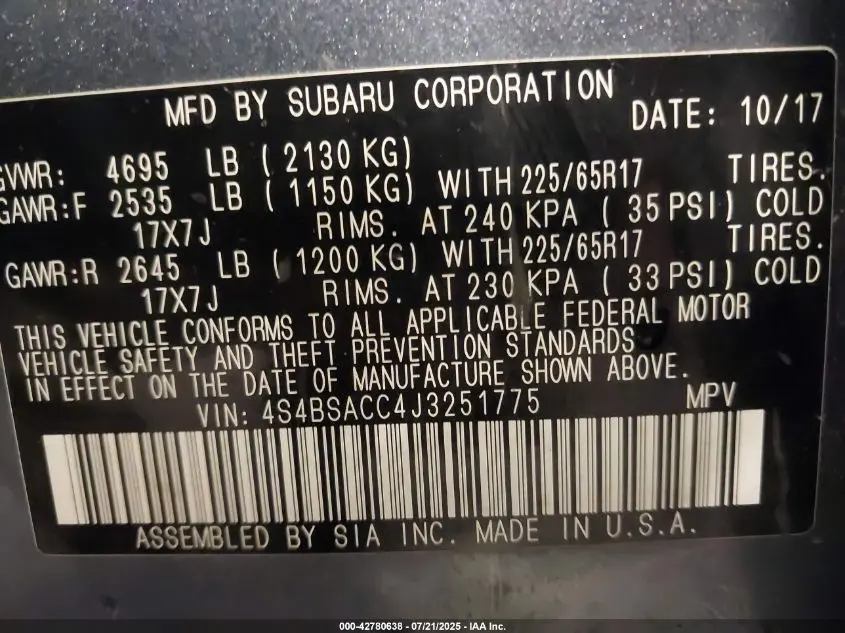 MFD BY SUBARU CORPORATION DATE: 10/17
GVWR: 4695 LB ( 2130 KG)
GAWR:F 2535 LB ( 1150 KG) WITH 225/65R17 TIRES.
17X7J RIMS. AT 240 KPA ( 35 PSI) COLD
GAWR:R 2645 LB ( 1200 KG) WITH 225/65R17 TIRES.
17X7J RIMS. AT 230 KPA ( 33 PSI) COLD
THIS VEHICLE CONFORMS TO ALL APPLICABLE FEDERAL MOTOR
VEHICLE SAFETY AND THEFT PREVENTION STANDARDS
IN EFFECT ON THE DATE OF MANUFACTURE SHOWN ABOVE.
VIN: 4S4BSACC4J3251775 MPV
ASSEMBLED BY SIA INC. MADE IN U.S.A.
000-42780638 - 07/21/2025 - IAA Inc.